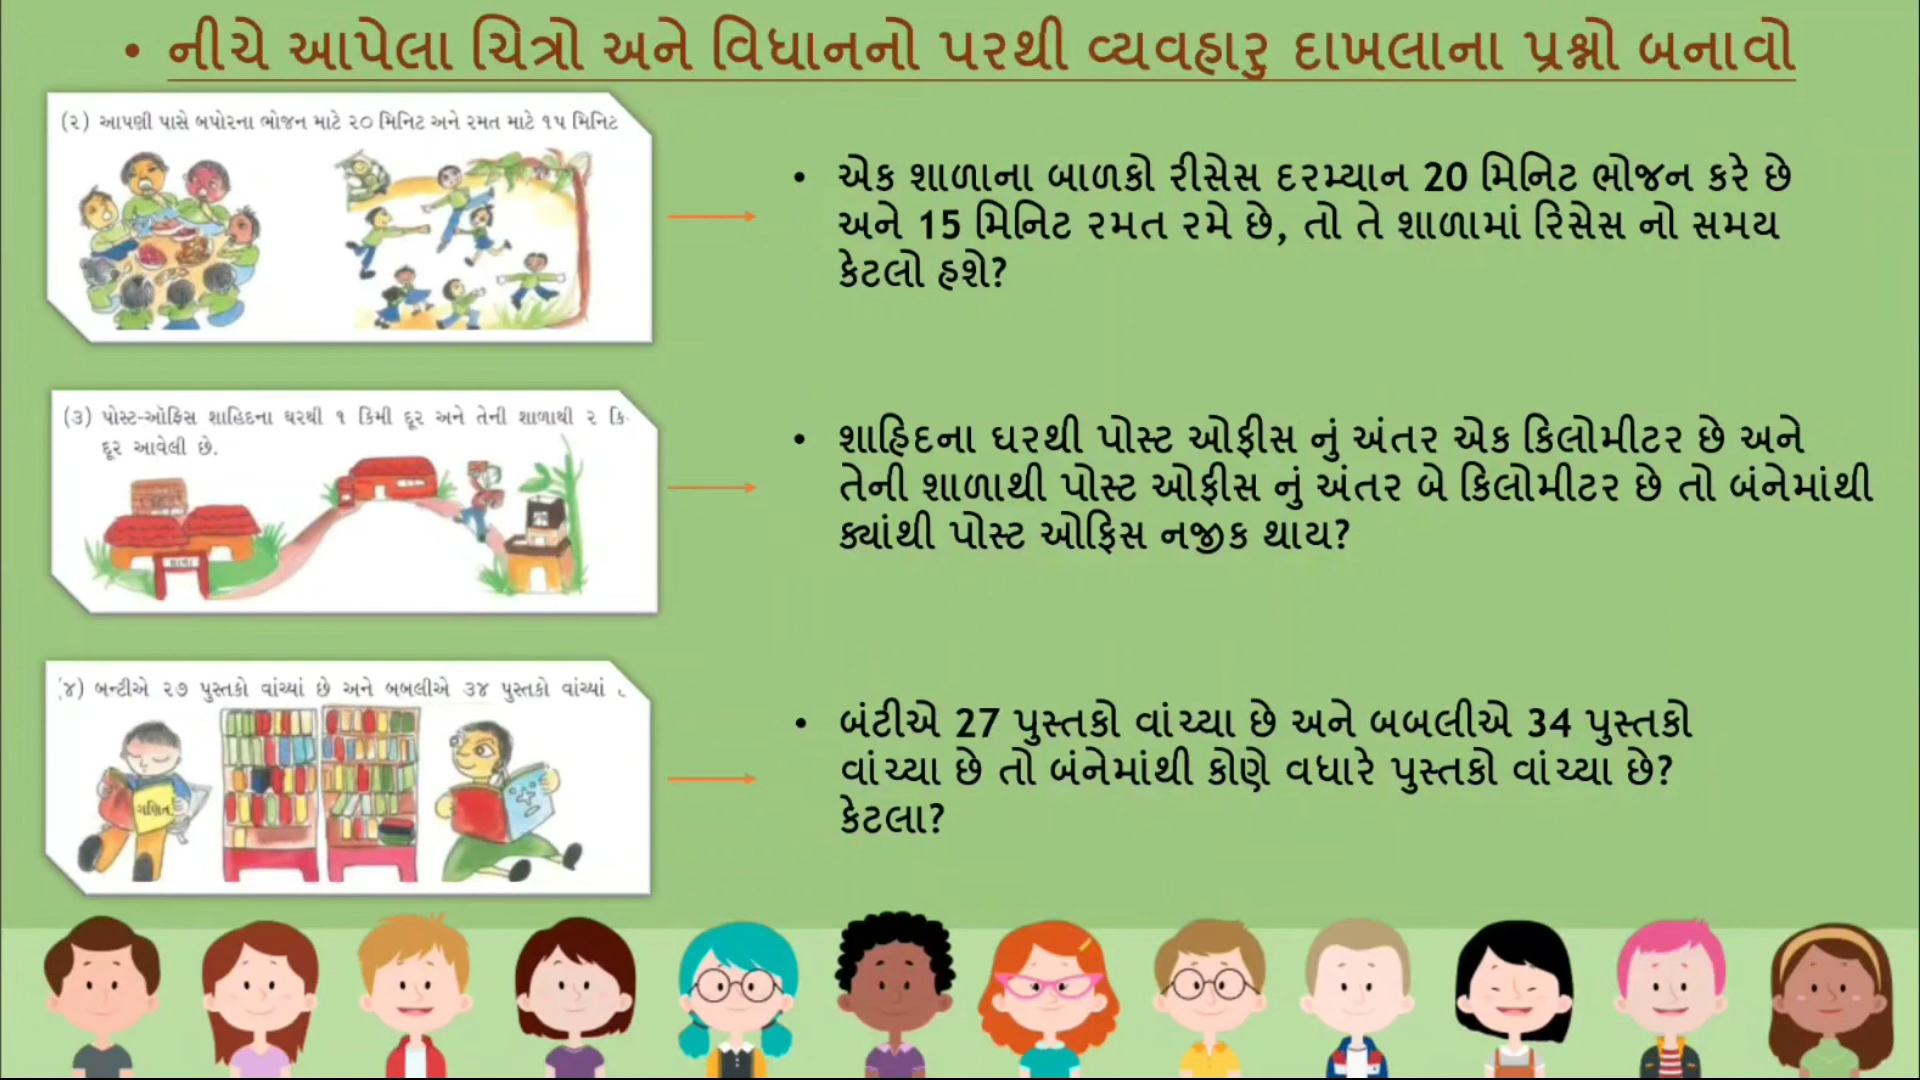 • નીચે આપેલા ચિત્રો અને વિધાનનો પરથી વ્યવહારુ દાખલાના પ્રશ્નો બનાવો
(૨) આપણી પાસે બપોરના ભોજન માટે ૨૦ મિનિટ અને રમત માટે ૧૫ મિનિટ
• એક શાળાના બાળકો રીસેસ દરમ્યાન 20 મિનિટ ભોજન કરે છે
અને 15 મિનિટ રમત રમે છે, તો તે શાળામાં રિસેસ નો સમય
કેટલો હશે?
(૩) પોસ્ટ-ઑફિસ શાહિદના ઘરથી ૧ કિમી દૂર અને તેની શાળાથી ૨ કિ
દૂર આવેલી છે.
શાળા
• શાહિદના ઘરથી પોસ્ટ ઓફીસ નું અંતર એક કિલોમીટર છે અને
તેની શાળાથી પોસ્ટ ઓફીસ નું અંતર બે કિલોમીટર છે તો બંનેમાંથી
ક્યાંથી પોસ્ટ ઓફિસ નજીક થાય?
૪) બન્ટીએ ૨૭ પુસ્તકો વાંચ્યાં છે અને બબલીએ ૩૪ પુસ્તકો વાંચ્યાં
ગણિત
• બંટીએ 27 પુસ્તકો વાંચ્યા છે અને બબલીએ 34 પુસ્તકો
વાંચ્યા છે તો બંનેમાંથી કોણે વધારે પુસ્તકો વાંચ્યા છે?
કેટલા?